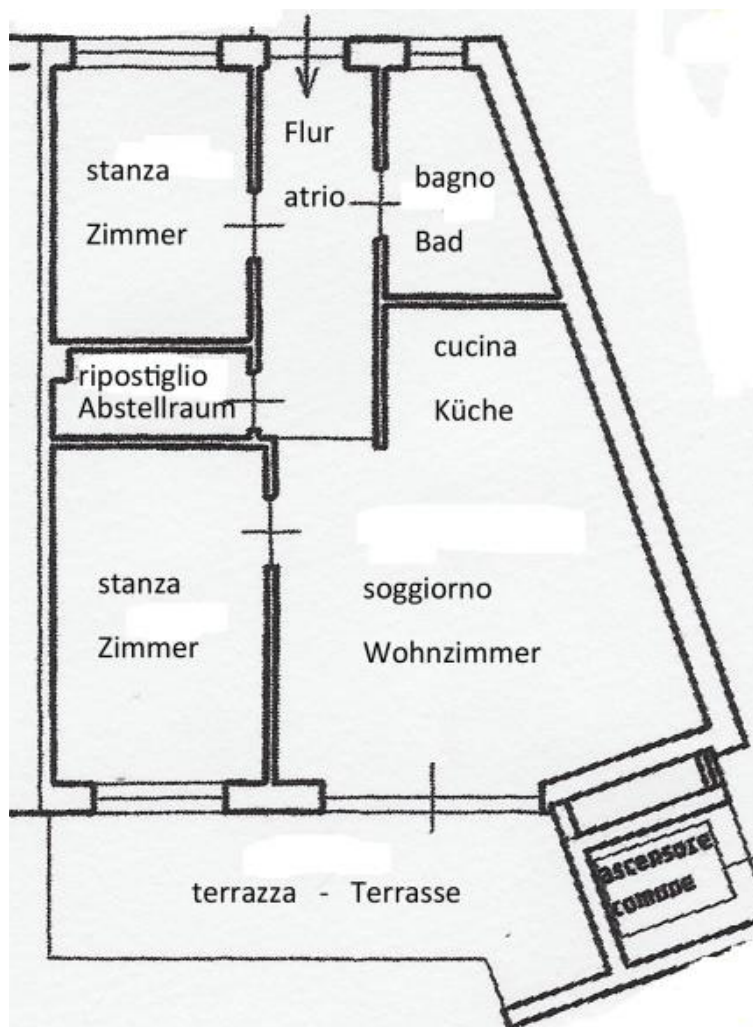 Flur
atrio
stanza
Zimmer
bagno
Bad
cucina
Küche
ripostiglio
Abstellraum
stanza
Zimmer
soggiorno
Wohnzimmer
terrazza - Terrasse
ascensore
comune